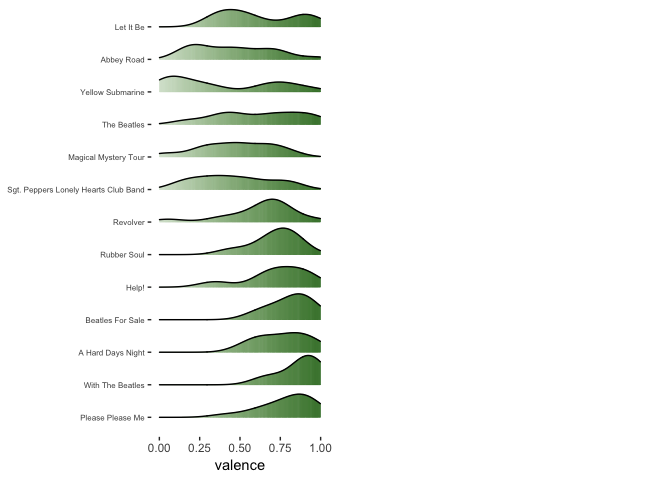 Let It Be
Abbey Road
Yellow Submarine
The Beatles
Magical Mystery Tour
Sgt. Peppers Lonely Hearts Club Band
Revolver
Rubber Soul
Help!
Beatles For Sale
A Hard Days Night
With The Beatles
Please Please Me
0.00 0.25 0.50 0.75 1.00
valence